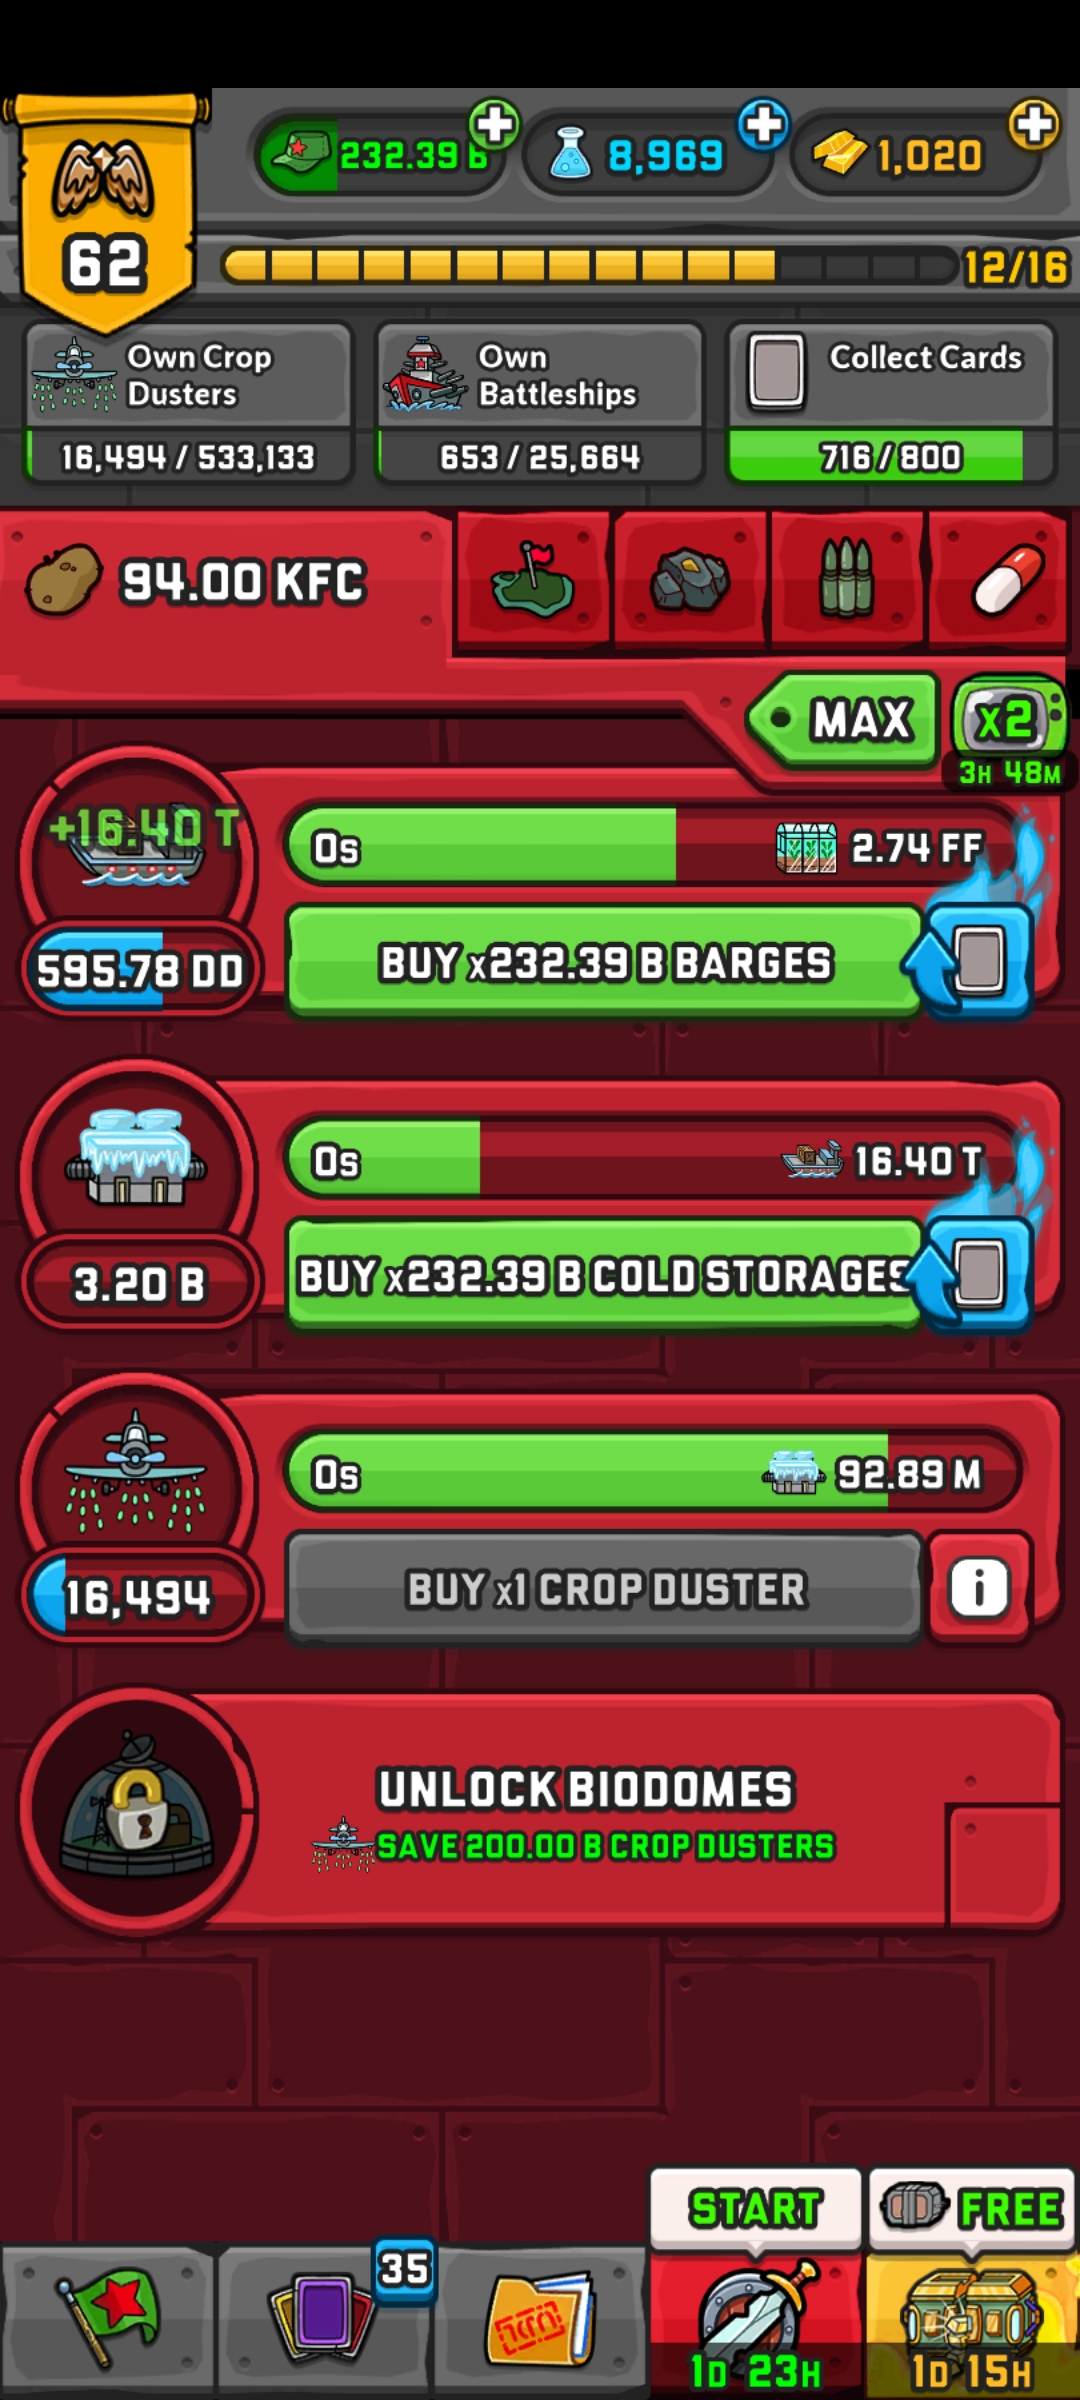 62
232.39 B
8,969
1,020
12/16
Own Crop
Dusters
16,494 / 533,133
Own
Battleships
653 / 25,664
Collect Cards
716 / 800
94.00 KFC
MAX
x2
3H 48M
+16.40 T
0s
2.74 FF
595.78 DD
BUY x232.39 B BARGES
0s
16.40 T
3.20 B
BUY x232.39 B COLD STORAGES
0s
92.89 M
16,494
BUY x1 CROP DUSTER
i
UNLOCK BIODOMES
SAVE 200.00 B CROP DUSTERS
START
FREE
35
1D 23H
1D 15H